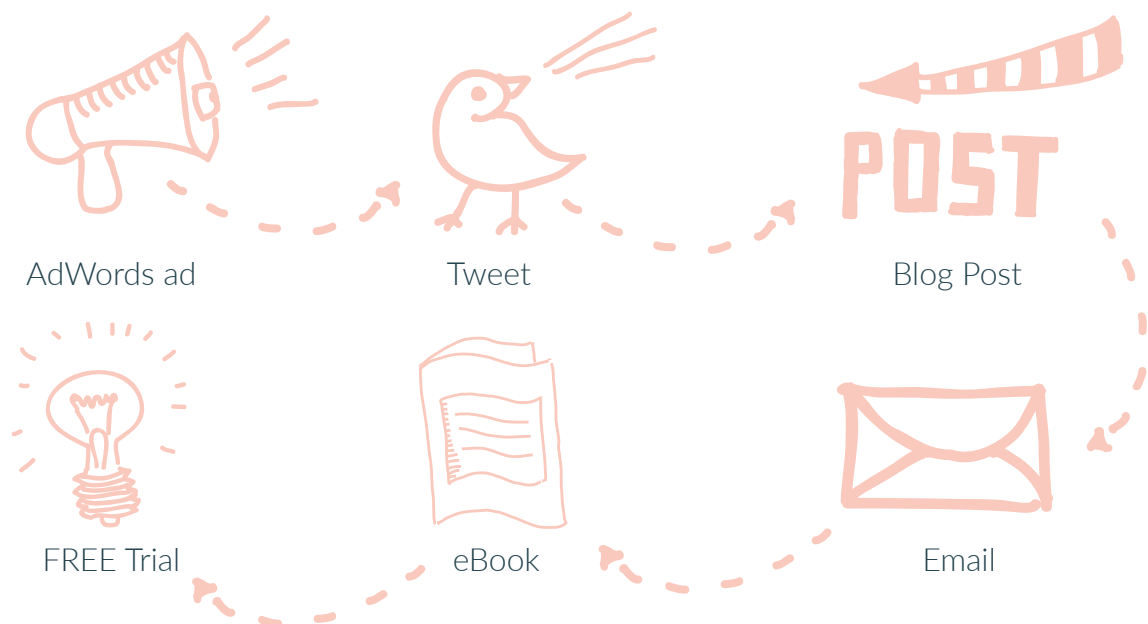 POST
AdWords ad
Tweet
Blog Post
FREE Trial
eBook
Email